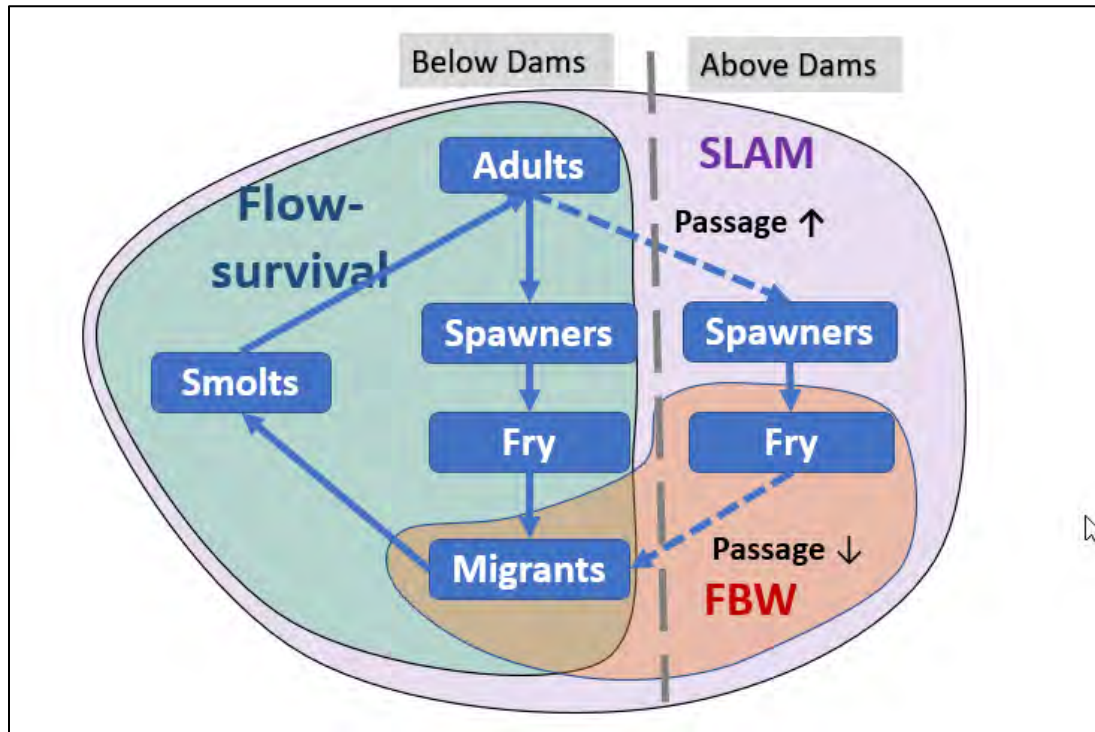 Below Dams
Above Dams
Adults
SLAM
Flow-
survival
Passage ↑
Spawners
Spawners
Smolts
Fry
Fry
Migrants
Passage ↓
FBW